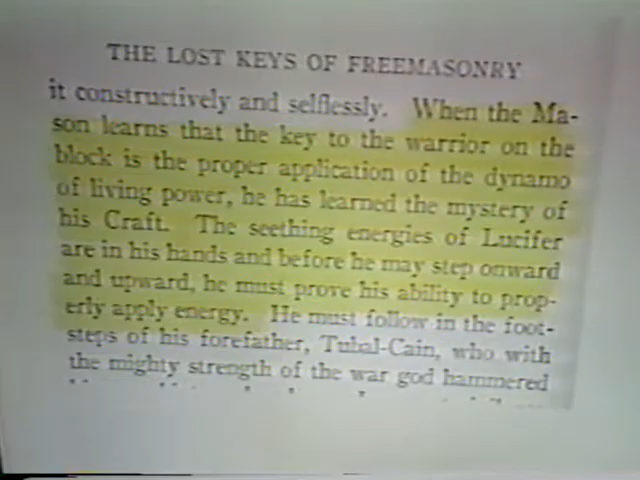 THE LOST KEYS OF FREEMASONRY
it constructively and selflessly. When the Ma-
son learns that the key to the warrior on the
block is the proper application of the dynamo
of living power, he has learned the mystery of
his Craft. The seething energies of Lucifer
are in his hands and before he may step onward
and upward, he must prove his ability to prop-
erly apply energy. He must follow in the foot-
steps of his forefather, Tubal-Cain, who with
the mighty strength of the war god hammered